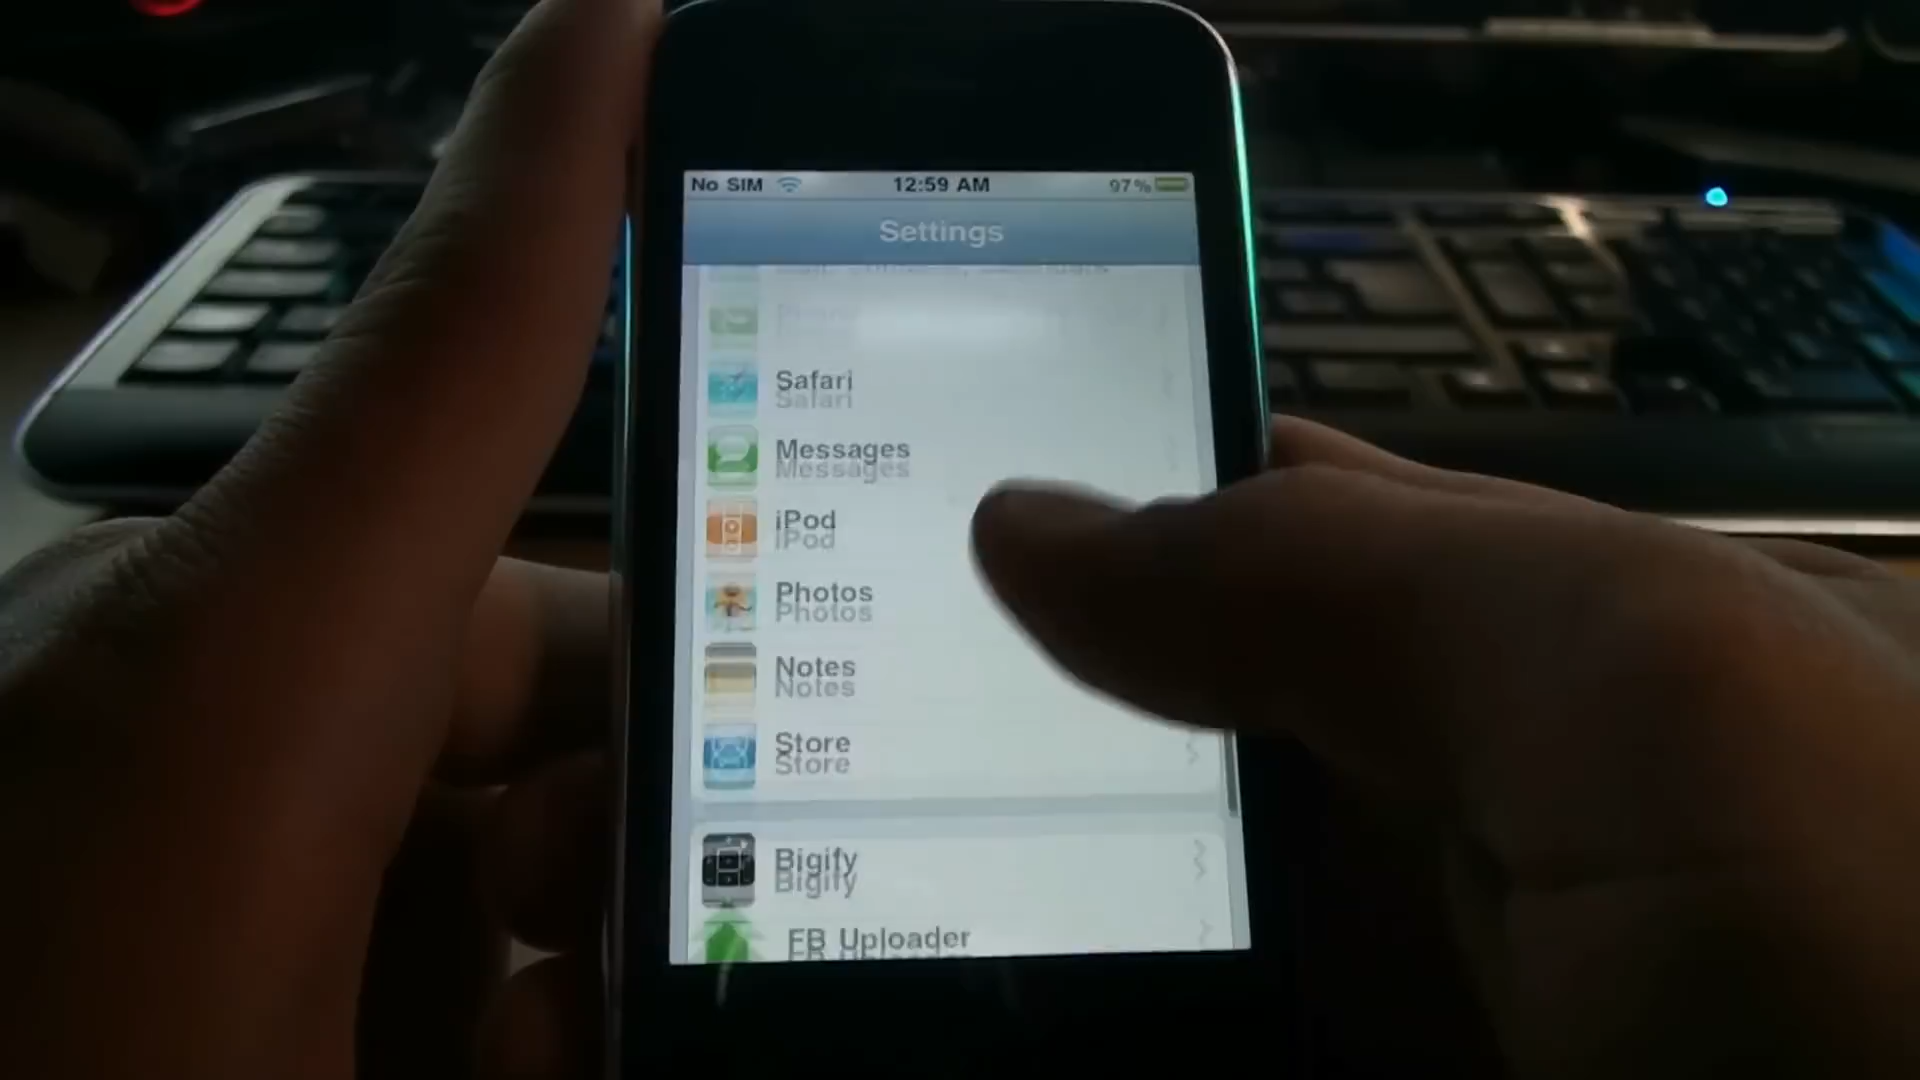 No SIM 12:59 AM 97%
Settings
Safari
Messages
iPod
Photos
Notes
Store
Bigify
FB Uploader